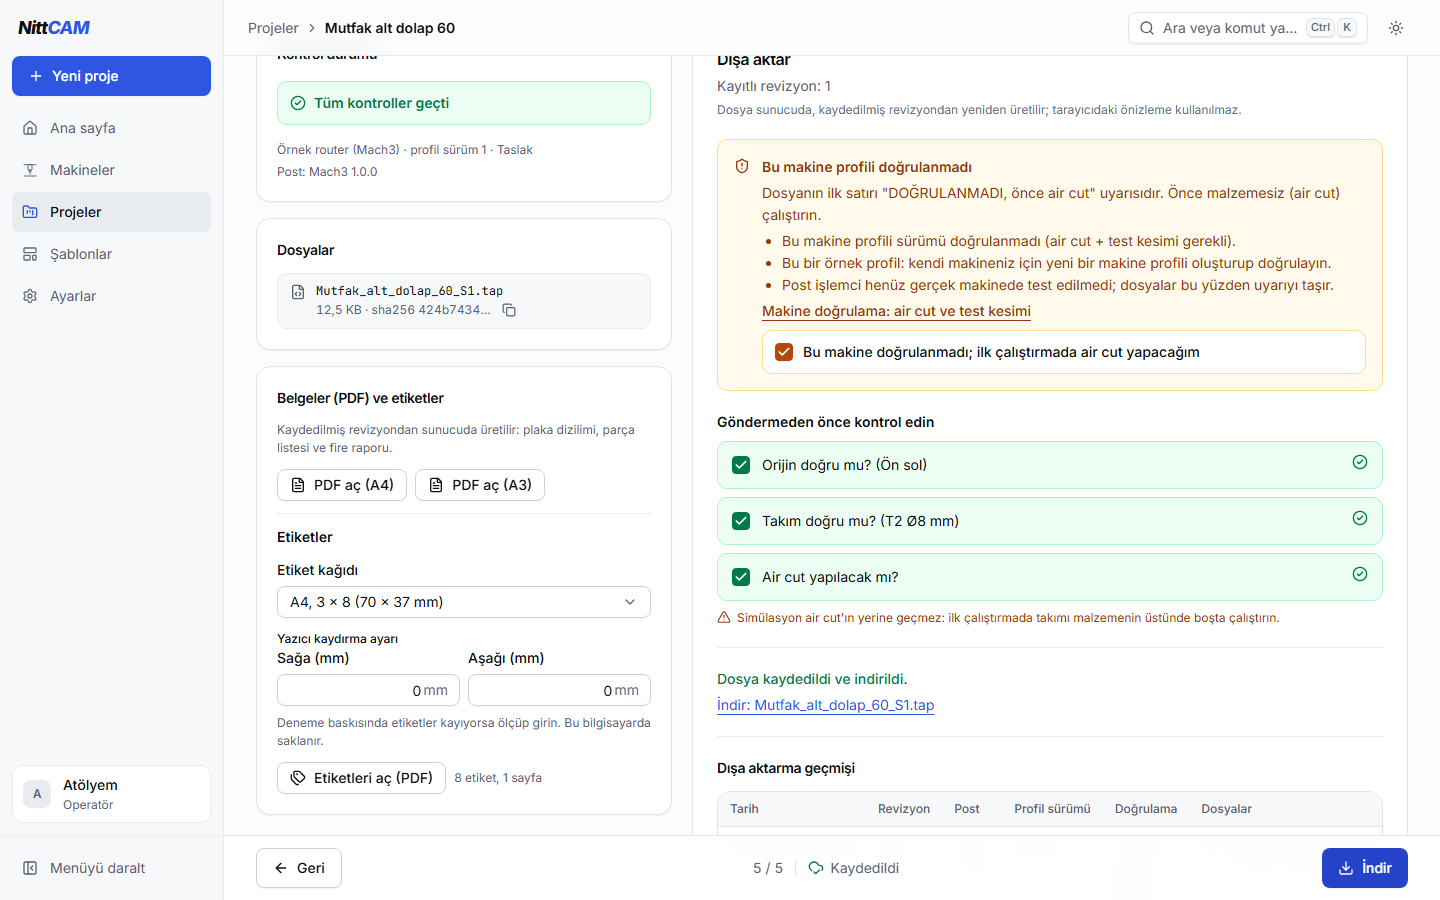 NittCAM
Yeni proje
Ana sayfa
Makineler
Projeler
Şablonlar
Ayarlar
A
Atölyem
Operatör
Menüyü daralt
Projeler > Mutfak alt dolap 60
Ara veya komut ya... Ctrl K
Kontrol durumu
Tüm kontroller geçti
Örnek router (Mach3) · profil sürüm 1 · Taslak
Post: Mach3 1.0.0
Dosyalar
Mutfak_alt_dolap_60_S1.tap
12,5 KB · sha256 424b7434…
Belgeler (PDF) ve etiketler
Kaydedilmiş revizyondan sunucuda üretilir: plaka dizilimi, parça
listesi ve fire raporu.
PDF aç (A4)
PDF aç (A3)
Etiketler
Etiket kağıdı
A4, 3 × 8 (70 × 37 mm)
Yazıcı kaydırma ayarı
Sağa (mm)
Aşağı (mm)
0 mm
0 mm
Deneme baskısında etiketler kayıyorsa ölçüp girin. Bu bilgisayarda
saklanır.
Etiketleri aç (PDF)
8 etiket, 1 sayfa
Dışa aktar
Kayıtlı revizyon: 1
Dosya sunucuda, kaydedilmiş revizyondan yeniden üretilir; tarayıcıdaki önizleme kullanılmaz.
Bu makine profili doğrulanmadı
Dosyanın ilk satırı "DOĞRULANMADI, önce air cut" uyarısıdır. Önce malzemesiz (air cut)
çalıştırın.
• Bu makine profili sürümü doğrulanmadı (air cut + test kesimi gerekli).
• Bu bir örnek profil: kendi makineniz için yeni bir makine profili oluşturup doğrulayın.
• Post işlemci henüz gerçek makinede test edilmedi; dosyalar bu yüzden uyarıyı taşır.
Makine doğrulama: air cut ve test kesimi
Bu makine doğrulanmadı; ilk çalıştırmada air cut yapacağım
Göndermeden önce kontrol edin
Orijin doğru mu? (Ön sol)
Takım doğru mu? (T2 Ø8 mm)
Air cut yapılacak mı?
Simülasyon air cut'ın yerine geçmez: ilk çalıştırmada takımı malzemenin üstünde boşta çalıştırın.
Dosya kaydedildi ve indirildi.
İndir: Mutfak_alt_dolap_60_S1.tap
Dışa aktarma geçmişi
Tarih Revizyon Post Profil sürümü Doğrulama Dosyalar
Geri
5 / 5
Kaydedildi
İndir